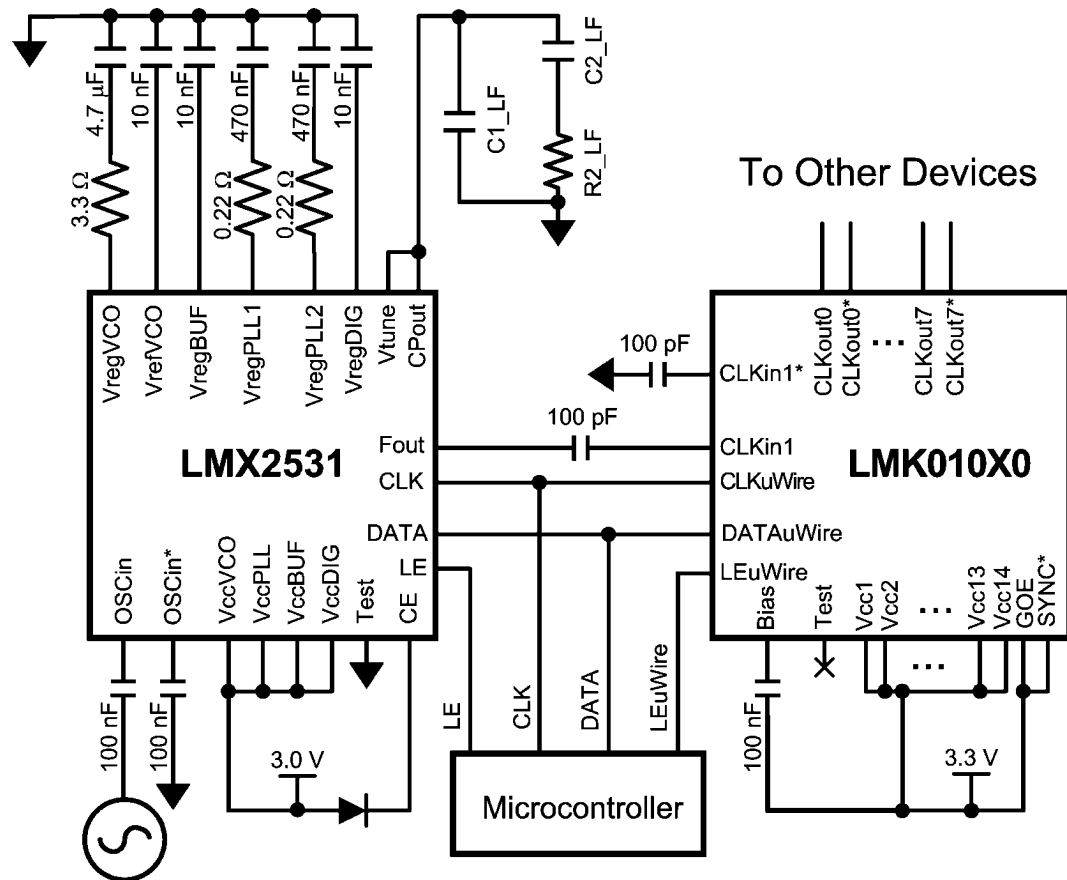 4.7 µF
10 nF
10 nF
470 nF
470 nF
10 nF
3.3 Ω
0.22 Ω
0.22 Ω
C1_LF
C2_LF
R2_LF
To Other Devices
VregVCO
VrefVCO
VregBUF
VregPLL1
VregPLL2
VregDIG
Vtune
CPout
CLKout0
CLKout0*
...
CLKout7
CLKout7*
100 pF
CLKin1*
100 pF
Fout
CLKin1
LMX2531
LMK010X0
CLK
CLKuWire
DATA
DATAuWire
LE
LEuWire
OSCin
OSCin*
VccVCO
VccPLL
VccBUF
VccDIG
Test
CE
Bias
Test
Vcc1
Vcc2
...
Vcc13
Vcc14
GOE
SYNC*
...
100 nF
100 nF
LE
CLK
DATA
LEuWire
100 nF
3.0 V
3.3 V
Microcontroller